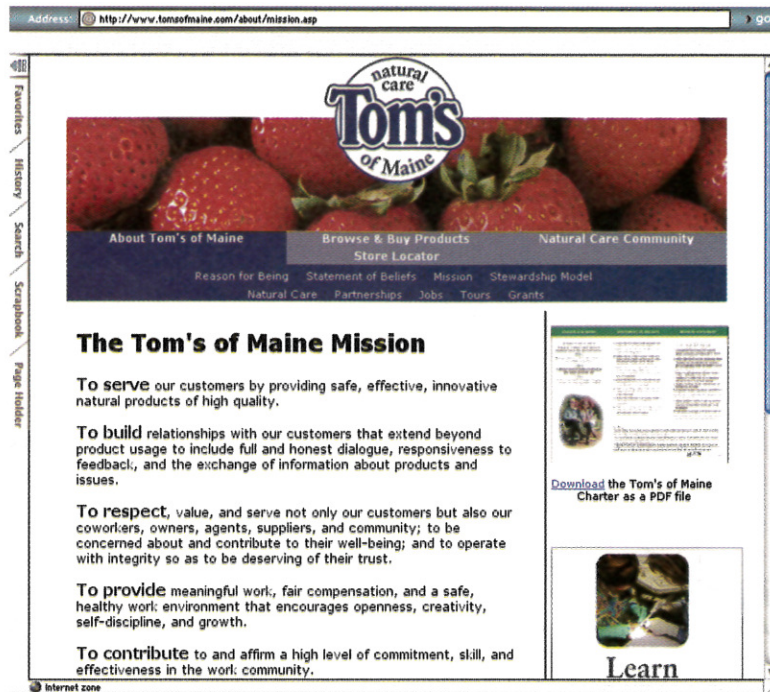 Address: http://www.tomsofmaine.com/about/mission.asp go
Favorites
History
Search
Scrapbook
Page Holder
natural
care
Tom's
of Maine
About Tom's of Maine Browse & Buy Products Natural Care Community
Store Locator
Reason for Being Statement of Beliefs Mission Stewardship Model
Natural Care Partnerships Jobs Tours Grants
The Tom's of Maine Mission
To serve our customers by providing safe, effective, innovative
natural products of high quality.
To build relationships with our customers that extend beyond
product usage to include full and honest dialogue, responsiveness to
feedback, and the exchange of information about products and
issues.
To respect, value, and serve not only our customers but also our
coworkers, owners, agents, suppliers, and community; to be
concerned about and contribute to their well-being; and to operate
with integrity so as to be deserving of their trust.
To provide meaningful work, fair compensation, and a safe,
healthy work environment that encourages openness, creativity,
self-discipline, and growth.
To contribute to and affirm a high level of commitment, skill, and
effectiveness in the work community.
Download the Tom's of Maine
Charter as a PDF file
Learn
Internet zone